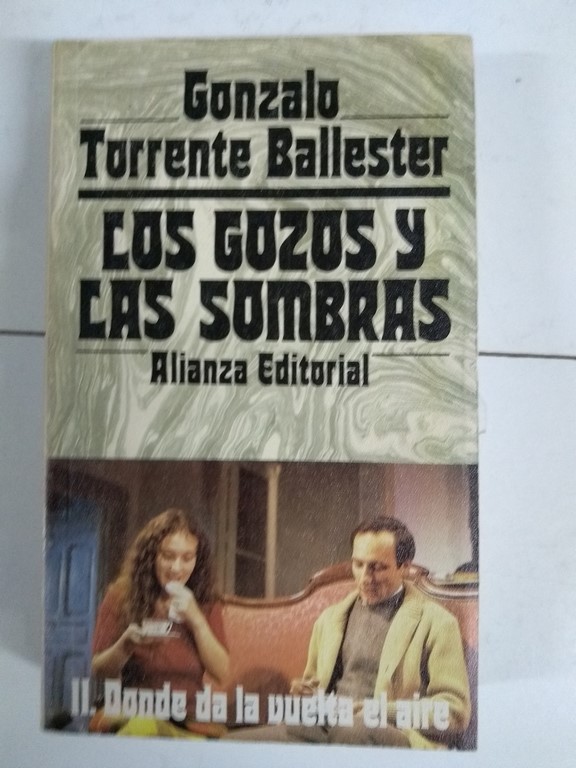 Gonzalo
Torrente Ballester
LOS GOZOS Y
LAS SOMBRAS
Alianza Editorial
II. Donde da la vuelta el aire